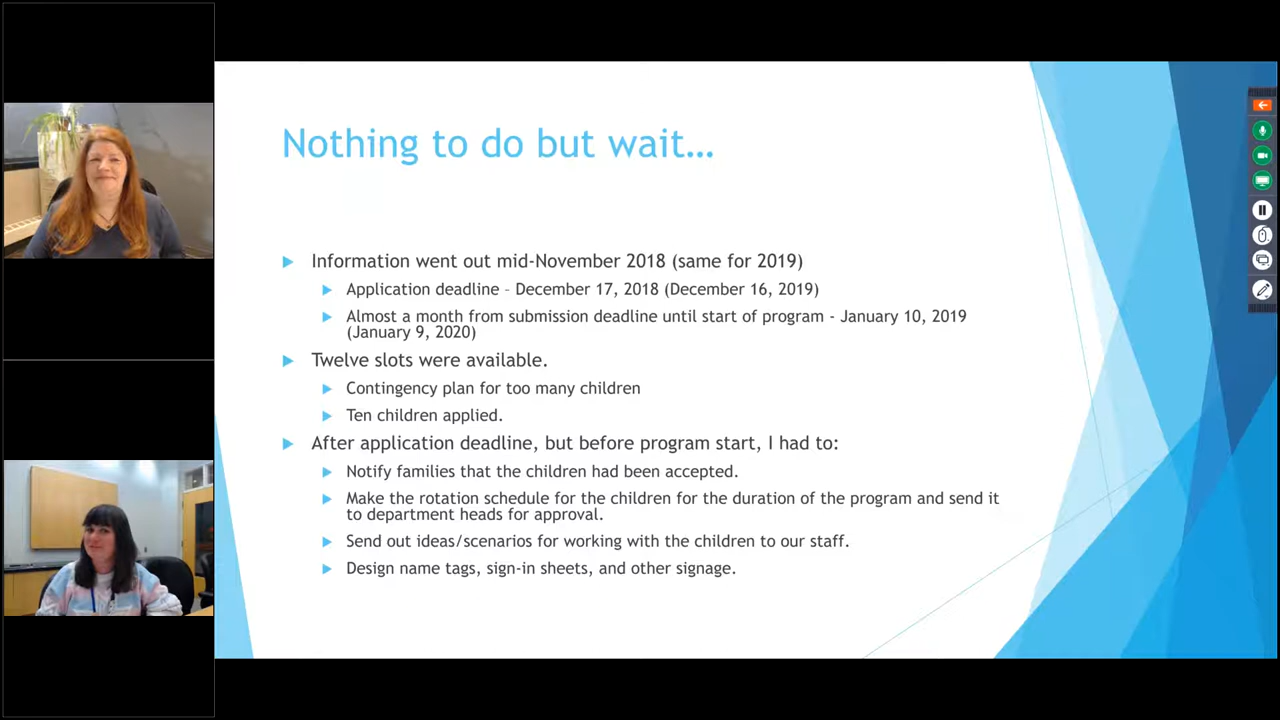 Nothing to do but wait…
Information went out mid-November 2018 (same for 2019)
Application deadline – December 17, 2018 (December 16, 2019)
Almost a month from submission deadline until start of program - January 10, 2019
(January 9, 2020)
Twelve slots were available.
Contingency plan for too many children
Ten children applied.
After application deadline, but before program start, I had to:
Notify families that the children had been accepted.
Make the rotation schedule for the children for the duration of the program and send it
to department heads for approval.
Send out ideas/scenarios for working with the children to our staff.
Design name tags, sign-in sheets, and other signage.